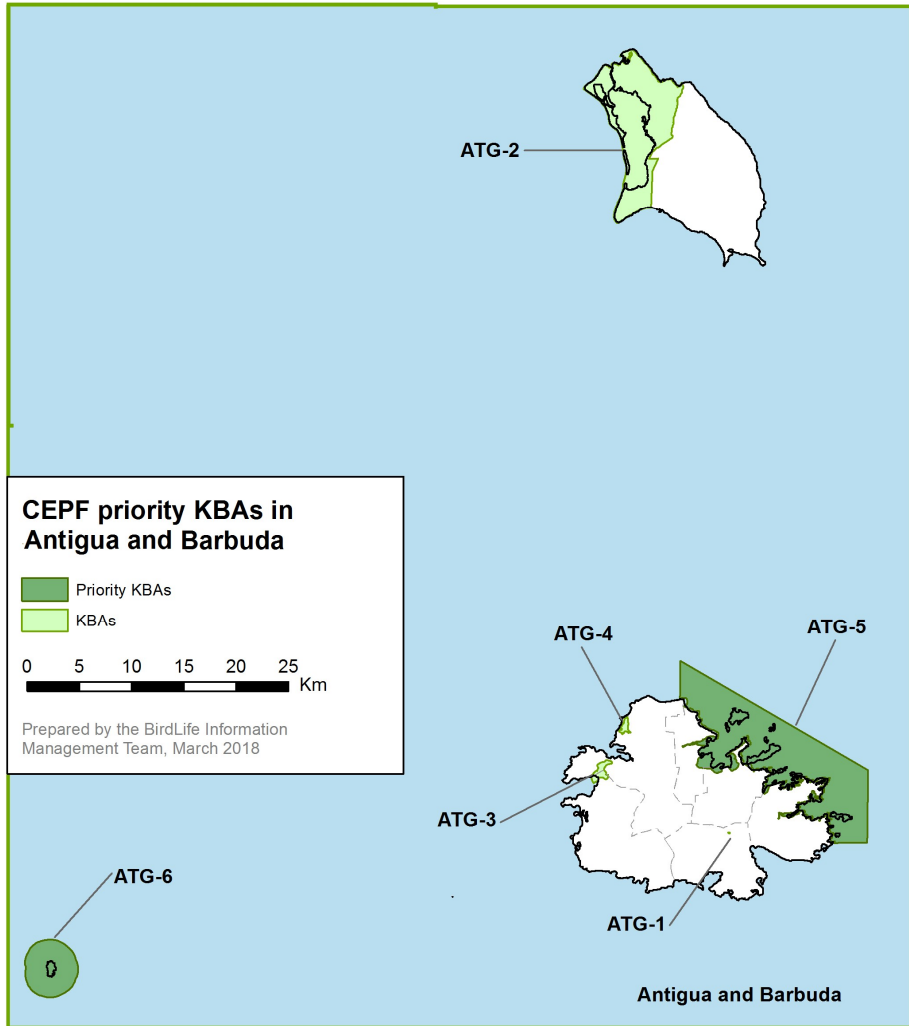 ATG-2
CEPF priority KBAs in
Antigua and Barbuda
Priority KBAs
KBAs
0 5 10 15 20 25
Km
Prepared by the BirdLife Information
Management Team, March 2018
ATG-4
ATG-5
ATG-3
ATG-6
ATG-1
Antigua and Barbuda